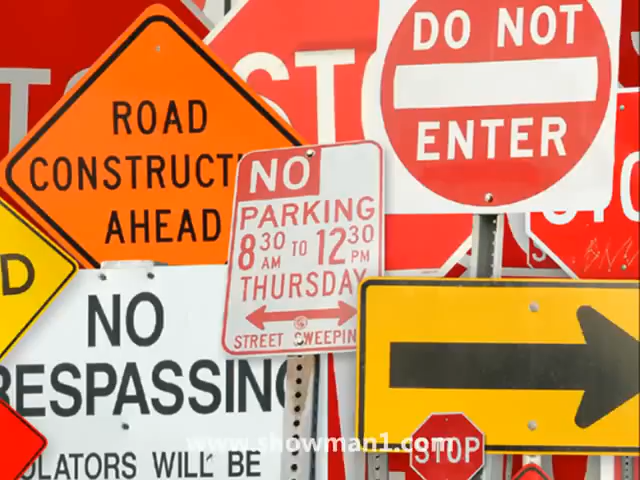 ROAD
CONSTRUCT
AHEAD
DO NOT
ENTER
NO
PARKING
8 30 AM TO 12 30 PM
THURSDAY
STREET SWEEPIN
D
NO
RESPASSING
OLATORS WILL BE
STOP
www.showman1.com